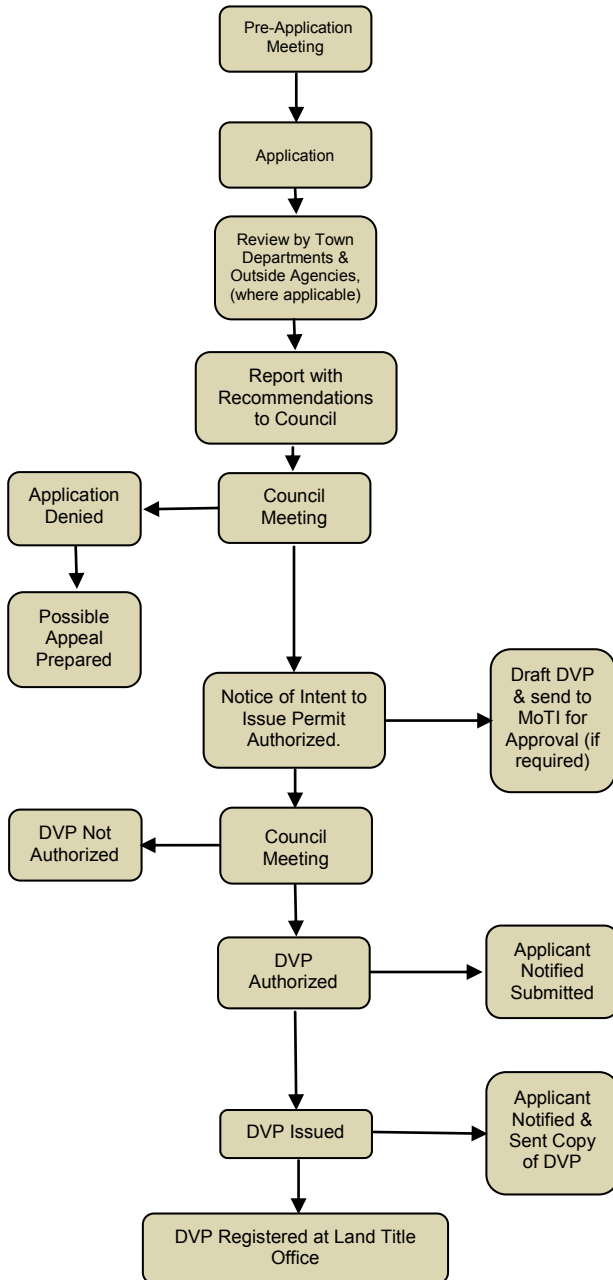 Pre-Application
Meeting
Application
Review by Town
Departments &
Outside Agencies,
(where applicable)
Report with
Recommendations
to Council
Application
Denied
Council
Meeting
Possible
Appeal
Prepared
Notice of Intent to
Issue Permit
Authorized.
Draft DVP
& send to
MoTI for
Approval (if
required)
DVP Not
Authorized
Council
Meeting
DVP
Authorized
Applicant
Notified
Submitted
DVP Issued
Applicant
Notified &
Sent Copy
of DVP
DVP Registered at Land Title
Office